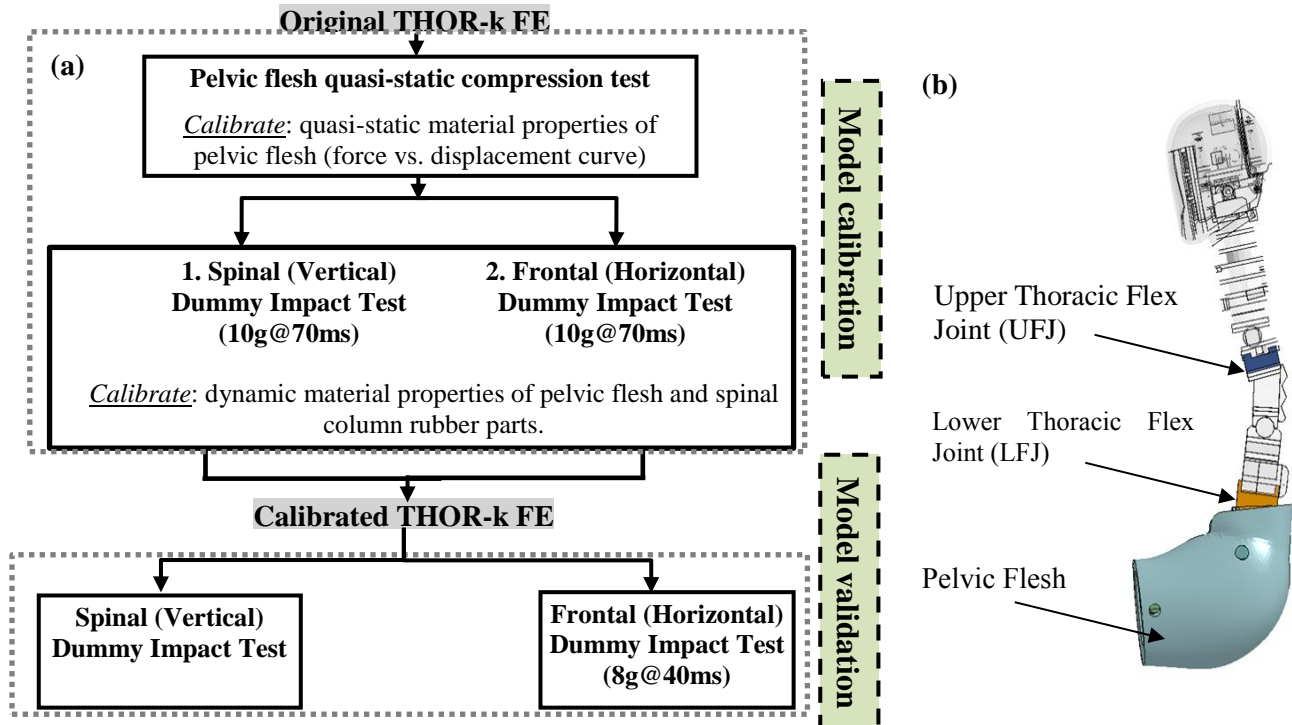 Original THOR-k FE
(a)
Pelvic flesh quasi-static compression test
Calibrate: quasi-static material properties of
pelvic flesh (force vs. displacement curve)
1. Spinal (Vertical)
Dummy Impact Test
(10g@70ms)
2. Frontal (Horizontal)
Dummy Impact Test
(10g@70ms)
Calibrate: dynamic material properties of pelvic flesh and spinal
column rubber parts.
Model calibration
Calibrated THOR-k FE
Spinal (Vertical)
Dummy Impact Test
Frontal (Horizontal)
Dummy Impact Test
(8g@40ms)
Model validation
(b)
Upper Thoracic Flex
Joint (UFJ)
Lower Thoracic Flex
Joint (LFJ)
Pelvic Flesh